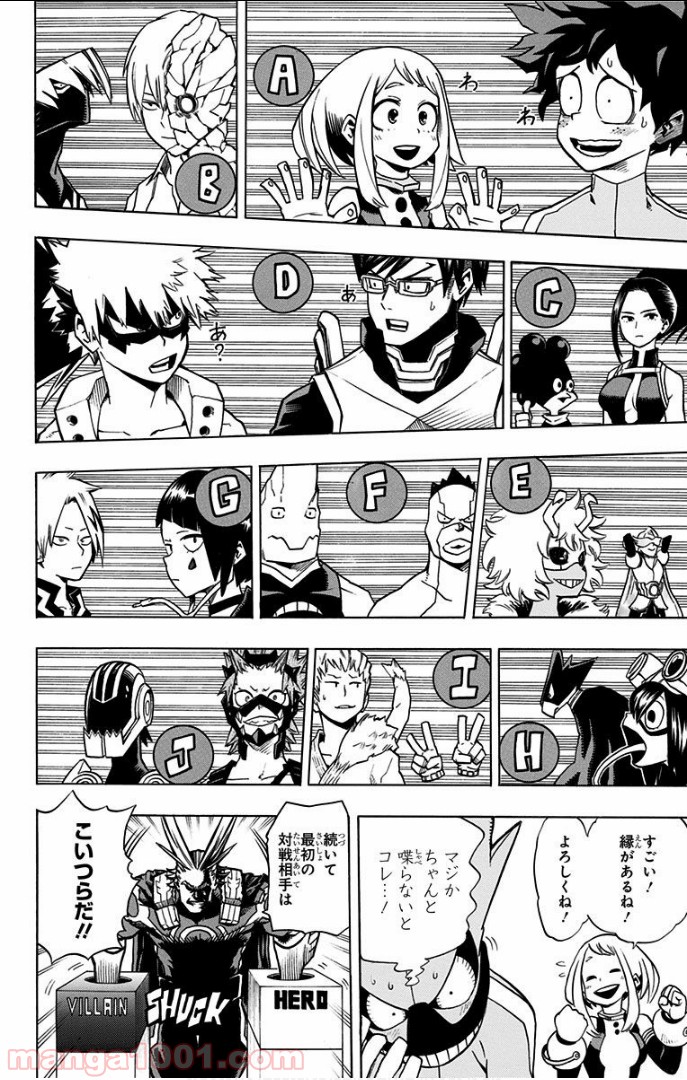 A
わ
わ
B
C
D
あ
あ?
E
F
G
H
I
J
すごい!
縁があるね!
よろしくね!
マジか
ちゃんと
喋らないと
コレ…!
続いて
最初の
対戦相手は
こいつらだ!!
VILLAIN
SHUCK
HERO
manga1001.com